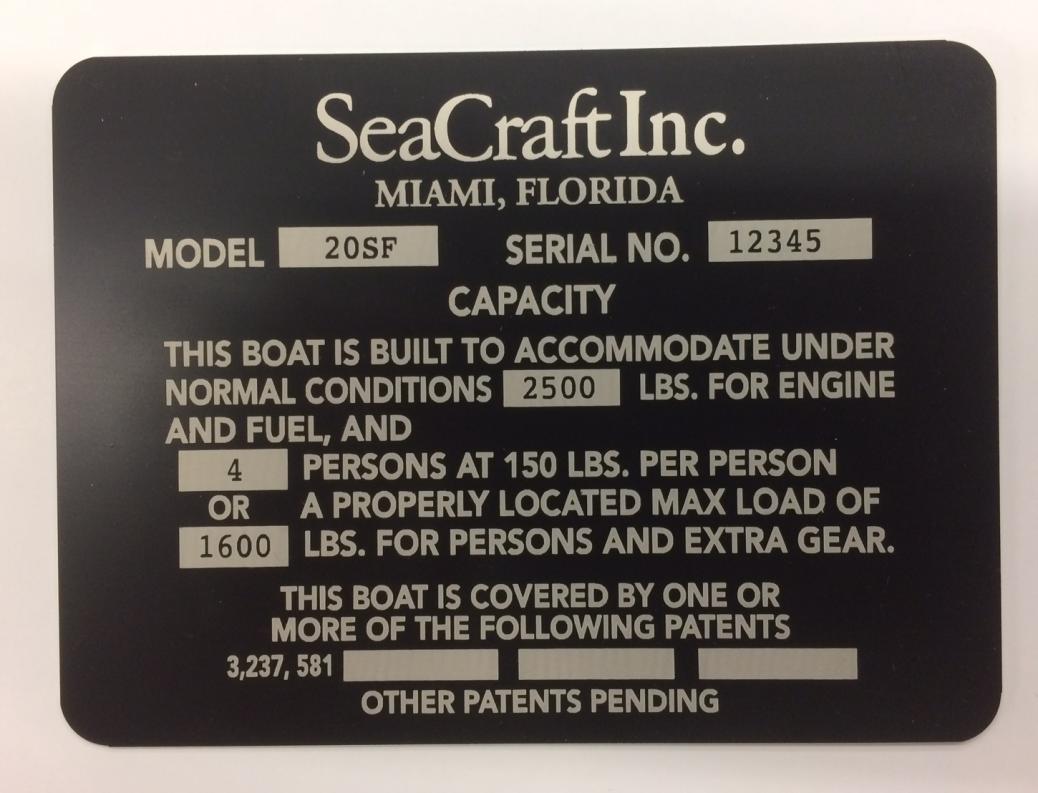 SeaCraft Inc.
MIAMI, FLORIDA
MODEL 20SF SERIAL NO. 12345
CAPACITY
THIS BOAT IS BUILT TO ACCOMMODATE UNDER
NORMAL CONDITIONS 2500 LBS. FOR ENGINE
AND FUEL, AND
4 PERSONS AT 150 LBS. PER PERSON
OR A PROPERLY LOCATED MAX LOAD OF
1600 LBS. FOR PERSONS AND EXTRA GEAR.
THIS BOAT IS COVERED BY ONE OR
MORE OF THE FOLLOWING PATENTS
3,237, 581
OTHER PATENTS PENDING